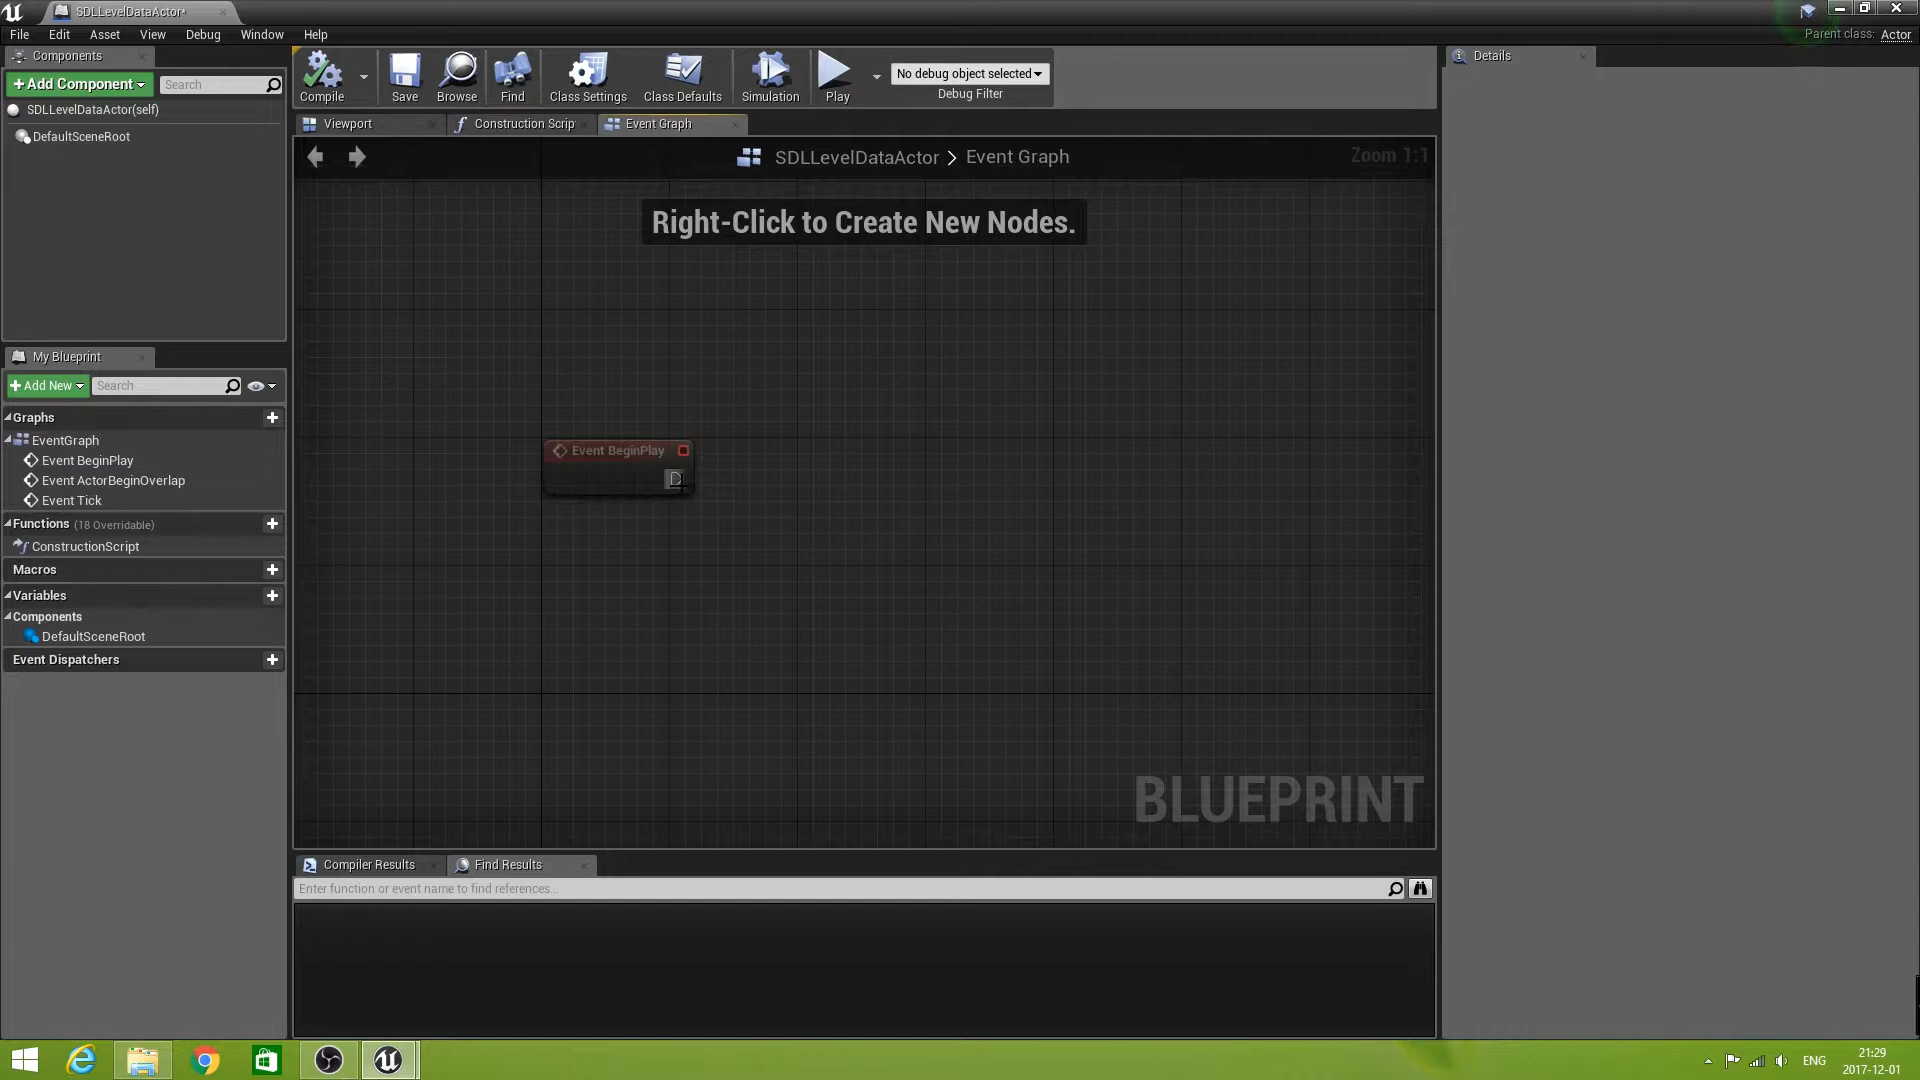 SDLLevelDataActor*
File Edit Asset View Debug Window Help
Parent class: Actor
Components
+ Add Component
Search
SDLLevelDataActor(self)
DefaultSceneRoot
Compile
Save
Browse
Find
Class Settings
Class Defaults
Simulation
Play
No debug object selected
Debug Filter
Details
Viewport
Construction Scrip
Event Graph
SDLLevelDataActor > Event Graph
Zoom 1:1
Right-Click to Create New Nodes.
Event BeginPlay
BLUEPRINT
My Blueprint
+ Add New
Search
Graphs
EventGraph
Event BeginPlay
Event ActorBeginOverlap
Event Tick
Functions (18 Overridable)
ConstructionScript
Macros
Variables
Components
DefaultSceneRoot
Event Dispatchers
Compiler Results
Find Results
Enter function or event name to find references...
ENG
21:29
2017-12-01